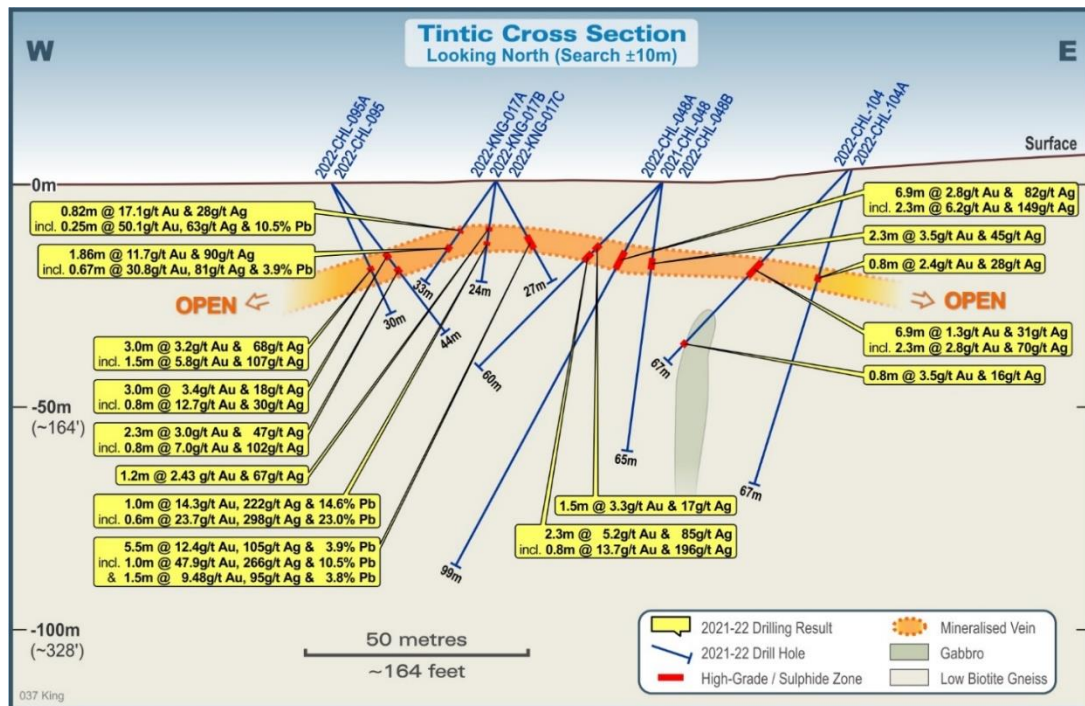 Tintic Cross Section
Looking North (Search ±10m)
W
E
2022-CHL-095A
2022-CHL-095
2022-KNG-017A
2022-KNG-017B
2022-KNG-017C
2022-CHL-048A
2021-CHL-048
2022-CHL-048B
2022-CHL-104
2022-CHL-104A
Surface
0m
-50m
(~164')
-100m
(~328')
0.82m @ 17.1g/t Au & 28g/t Ag
incl. 0.25m @ 50.1g/t Au, 63g/t Ag & 10.5% Pb
1.86m @ 11.7g/t Au & 90g/t Ag
incl. 0.67m @ 30.8g/t Au, 81g/t Ag & 3.9% Pb
OPEN
3.0m @ 3.2g/t Au & 68g/t Ag
incl. 1.5m @ 5.8g/t Au & 107g/t Ag
3.0m @ 3.4g/t Au & 18g/t Ag
incl. 0.8m @ 12.7g/t Au & 30g/t Ag
2.3m @ 3.0g/t Au & 47g/t Ag
incl. 0.8m @ 7.0g/t Au & 102g/t Ag
1.2m @ 2.43 g/t Au & 67g/t Ag
1.0m @ 14.3g/t Au, 222g/t Ag & 14.6% Pb
incl. 0.6m @ 23.7g/t Au, 298g/t Ag & 23.0% Pb
5.5m @ 12.4g/t Au, 105g/t Ag & 3.9% Pb
incl. 1.0m @ 47.9g/t Au, 266g/t Ag & 10.5% Pb
& 1.5m @ 9.48g/t Au, 95g/t Ag & 3.8% Pb
33m
30m
44m
24m
27m
60m
99m
65m
67m
67m
1.5m @ 3.3g/t Au & 17g/t Ag
2.3m @ 5.2g/t Au & 85g/t Ag
incl. 0.8m @ 13.7g/t Au & 196g/t Ag
6.9m @ 2.8g/t Au & 82g/t Ag
incl. 2.3m @ 6.2g/t Au & 149g/t Ag
2.3m @ 3.5g/t Au & 45g/t Ag
0.8m @ 2.4g/t Au & 28g/t Ag
OPEN
6.9m @ 1.3g/t Au & 31g/t Ag
incl. 2.3m @ 2.8g/t Au & 70g/t Ag
0.8m @ 3.5g/t Au & 16g/t Ag
50 metres
~164 feet
2021-22 Drilling Result
2021-22 Drill Hole
High-Grade / Sulphide Zone
Mineralised Vein
Gabbro
Low Biotite Gneiss
037 King